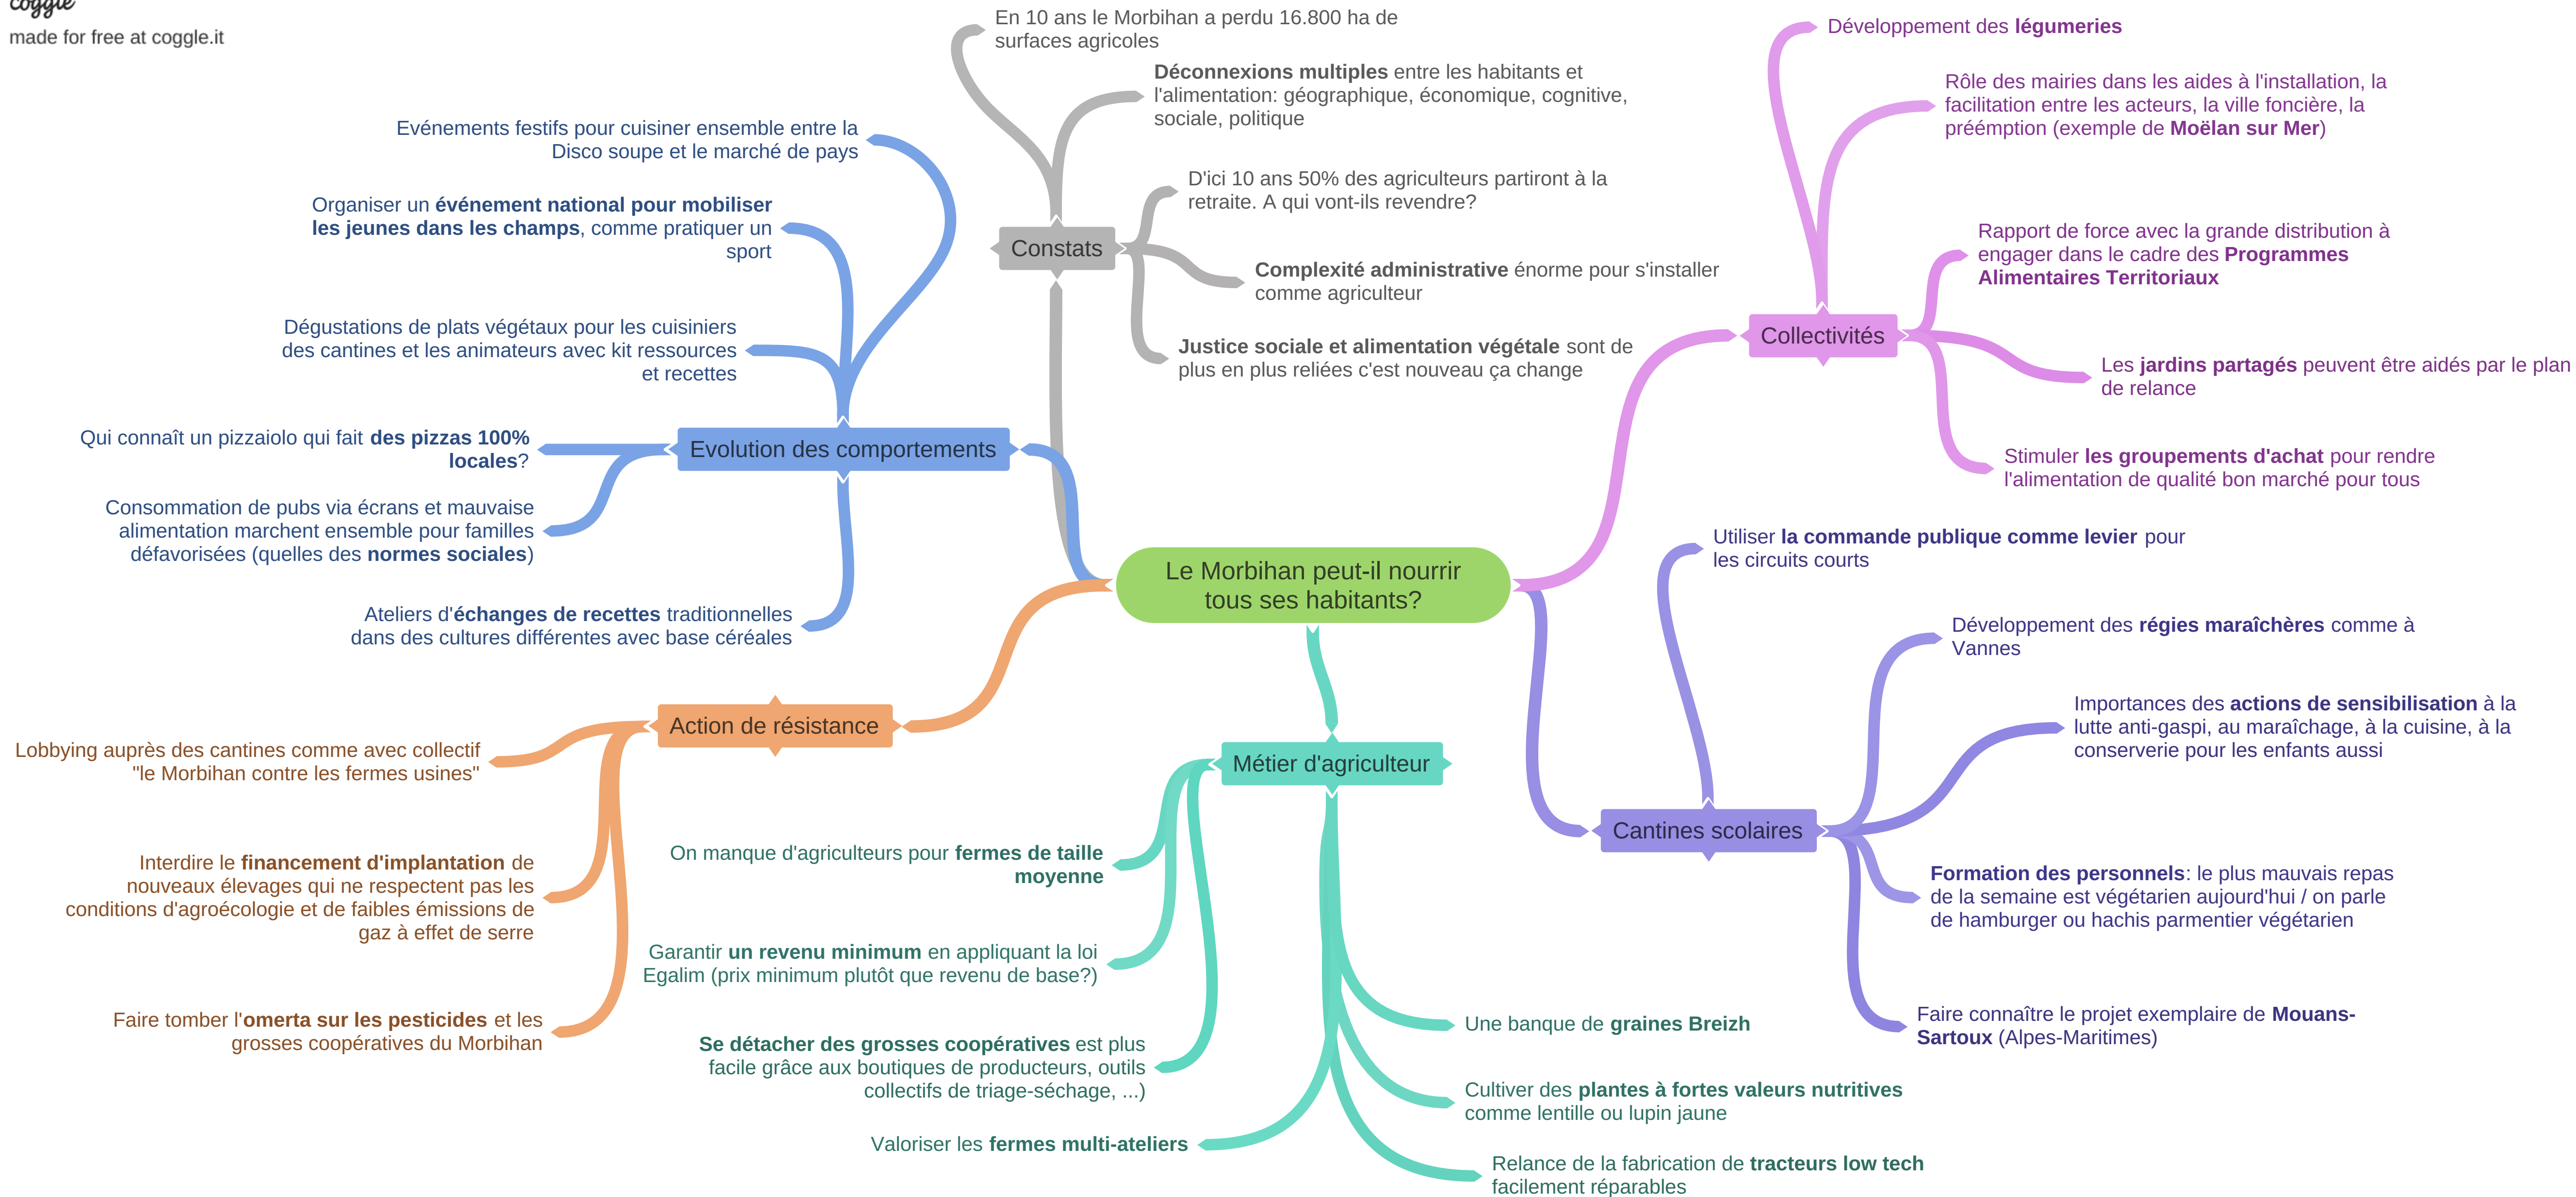 coggle
made for free at coggle.it
En 10 ans le Morbihan a perdu 16.800 ha de
surfaces agricoles
Déconnexions multiples entre les habitants et
l'alimentation: géographique, économique, cognitive,
sociale, politique
D'ici 10 ans 50% des agriculteurs partiront à la
retraite. A qui vont-ils revendre?
Constats
Complexité administrative énorme pour s'installer
comme agriculteur
Justice sociale et alimentation végétale sont de
plus en plus reliées c'est nouveau ça change
Développement des légumeries
Rôle des mairies dans les aides à l'installation, la
facilitation entre les acteurs, la ville foncière, la
préémption (exemple de Moëlan sur Mer)
Rapport de force avec la grande distribution à
engager dans le cadre des Programmes
Alimentaires Territoriaux
Collectivités
Les jardins partagés peuvent être aidés par le plan
de relance
Stimuler les groupements d'achat pour rendre
l'alimentation de qualité bon marché pour tous
Evénements festifs pour cuisiner ensemble entre la
Disco soupe et le marché de pays
Organiser un événement national pour mobiliser
les jeunes dans les champs, comme pratiquer un
sport
Dégustations de plats végétaux pour les cuisiniers
des cantines et les animateurs avec kit ressources
et recettes
Qui connaît un pizzaiolo qui fait des pizzas 100%
locales?
Evolution des comportements
Consommation de pubs via écrans et mauvaise
alimentation marchent ensemble pour familles
défavorisées (quelles des normes sociales)
Ateliers d'échanges de recettes traditionnelles
dans des cultures différentes avec base céréales
Le Morbihan peut-il nourrir
tous ses habitants?
Utiliser la commande publique comme levier pour
les circuits courts
Développement des régies maraîchères comme à
Vannes
Importances des actions de sensibilisation à la
lutte anti-gaspi, au maraîchage, à la cuisine, à la
conserverie pour les enfants aussi
Cantines scolaires
Formation des personnels: le plus mauvais repas
de la semaine est végétarien aujourd'hui / on parle
de hamburger ou hachis parmentier végétarien
Faire connaître le projet exemplaire de Mouans-
Sartoux (Alpes-Maritimes)
Action de résistance
Lobbying auprès des cantines comme avec collectif
"le Morbihan contre les fermes usines"
Interdire le financement d'implantation de
nouveaux élevages qui ne respectent pas les
conditions d'agroécologie et de faibles émissions de
gaz à effet de serre
Faire tomber l'omerta sur les pesticides et les
grosses coopératives du Morbihan
Métier d'agriculteur
On manque d'agriculteurs pour fermes de taille
moyenne
Garantir un revenu minimum en appliquant la loi
Egalim (prix minimum plutôt que revenu de base?)
Se détacher des grosses coopératives est plus
facile grâce aux boutiques de producteurs, outils
collectifs de triage-séchage, ...)
Valoriser les fermes multi-ateliers
Une banque de graines Breizh
Cultiver des plantes à fortes valeurs nutritives
comme lentille ou lupin jaune
Relance de la fabrication de tracteurs low tech
facilement réparables